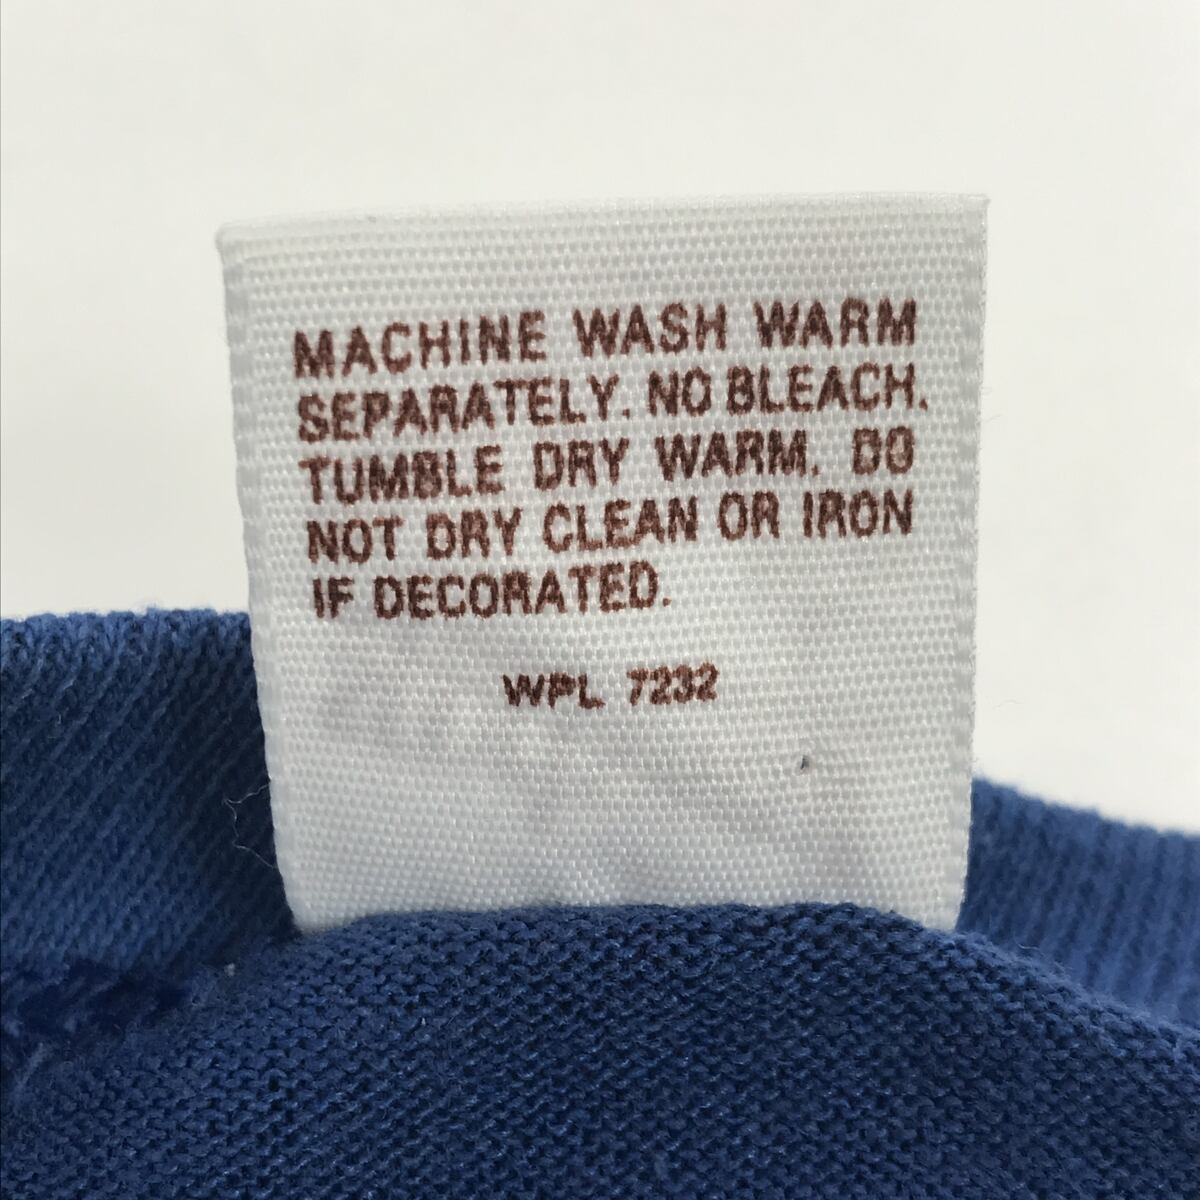 MACHINE WASH WARM
SEPARATELY. NO BLEACH.
TUMBLE DRY WARM. DO
NOT DRY CLEAN OR IRON
IF DECORATED.
WPL 7232